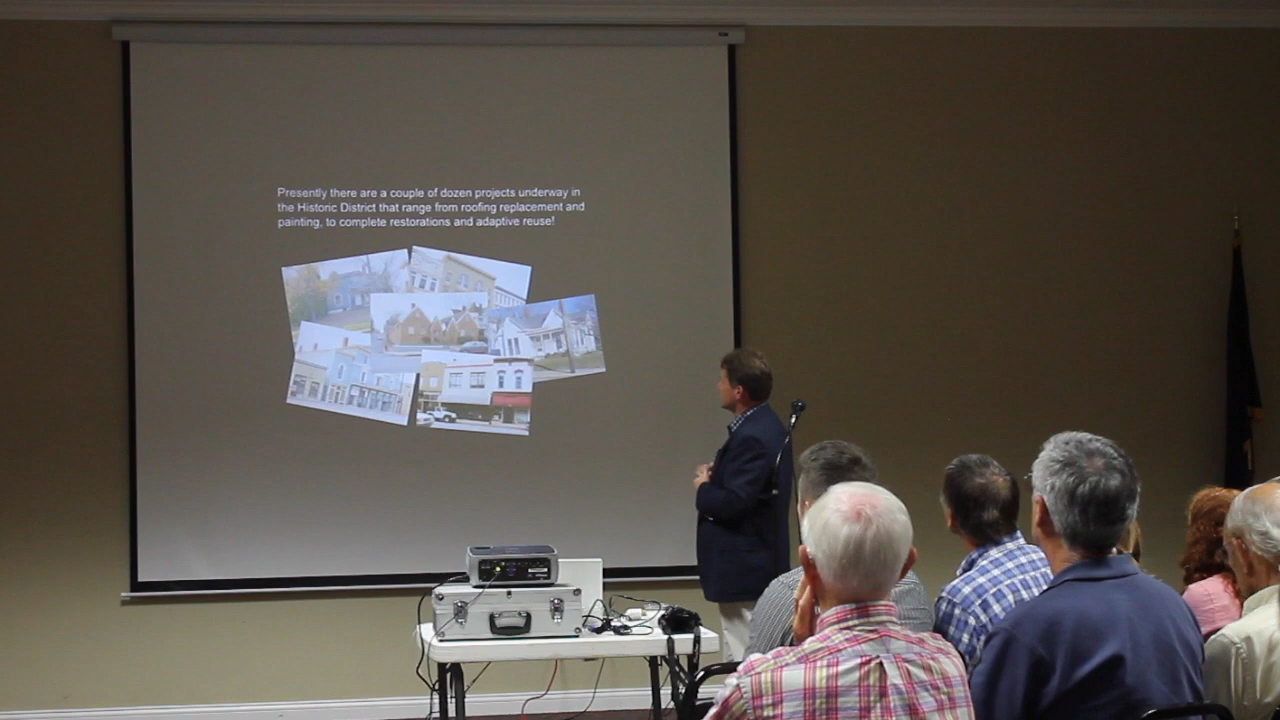 Presently there are a couple of dozen projects underway in
the Historic District that range from roofing replacement and
painting, to complete restorations and adaptive reuse!